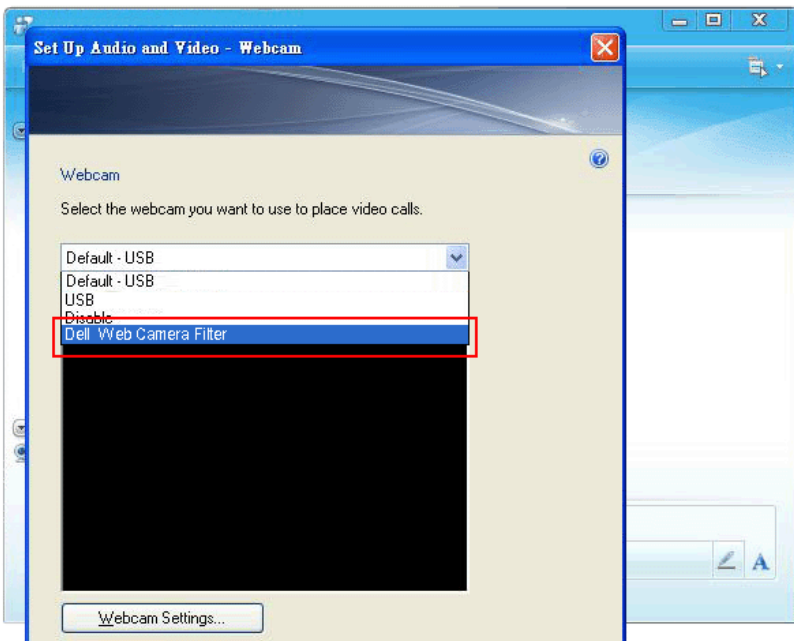 Set Up Audio and Video - Webcam
Webcam
Select the webcam you want to use to place video calls.
Default - USB
Default - USB
USB
Disable
Dell Web Camera Filter
Webcam Settings...
A